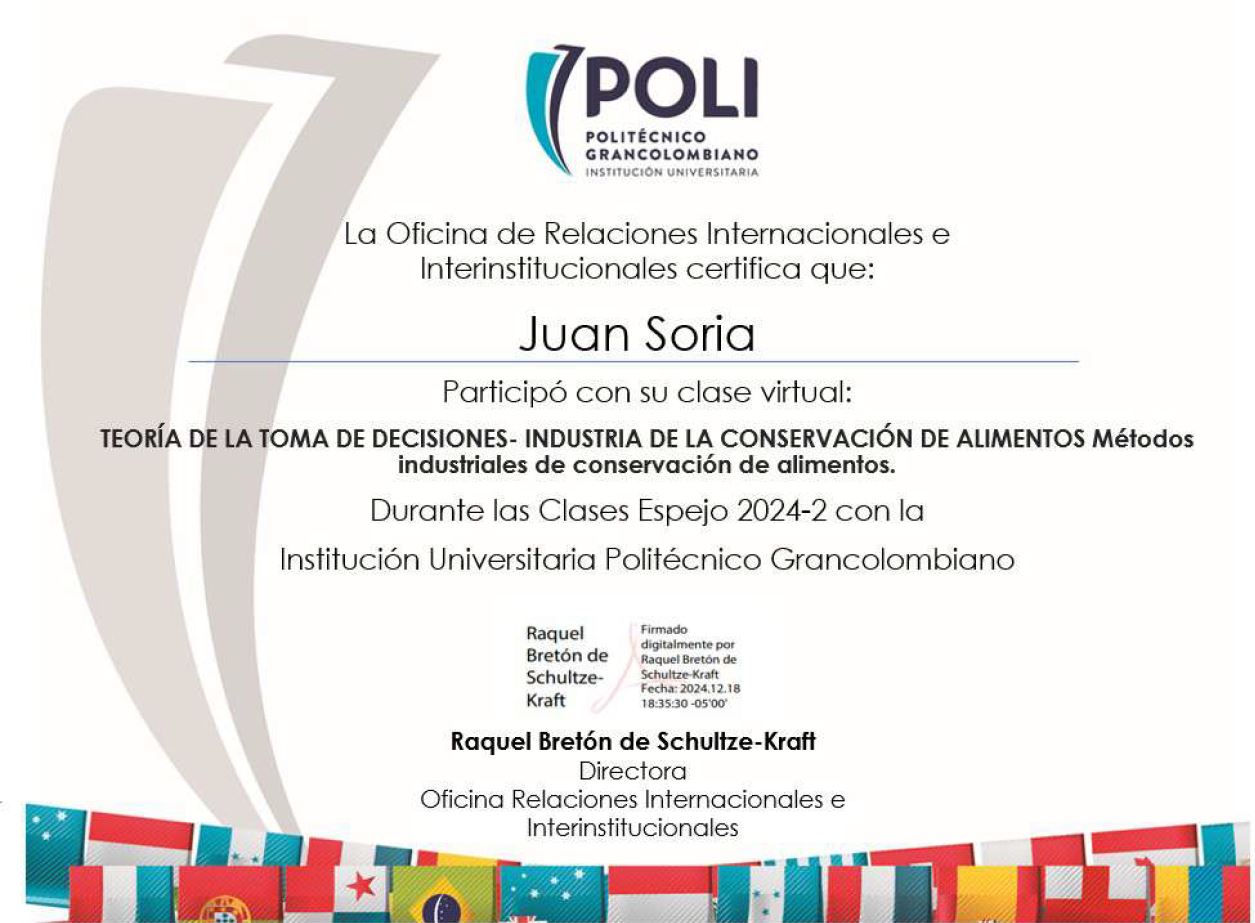 POLI
POLITÉCNICO
GRANCOLOMBIANO
INSTITUCIÓN UNIVERSITARIA
La Oficina de Relaciones Internacionales e
Interinstitucionales certifica que:
Juan Soria
Participó con su clase virtual:
TEORÍA DE LA TOMA DE DECISIONES- INDUSTRIA DE LA CONSERVACIÓN DE ALIMENTOS Métodos
industriales de conservación de alimentos.
Durante las Clases Espejo 2024-2 con la
Institución Universitaria Politécnico Grancolombiano
Raquel
Bretón de
Schultze-
Kraft
Firmado
digitalmente por
Raquel Bretón de
Schultze-Kraft
Fecha: 2024.12.18
18:35:30 -05'00'
Raquel Bretón de Schultze-Kraft
Directora
Oficina Relaciones Internacionales e
Interinstitucionales